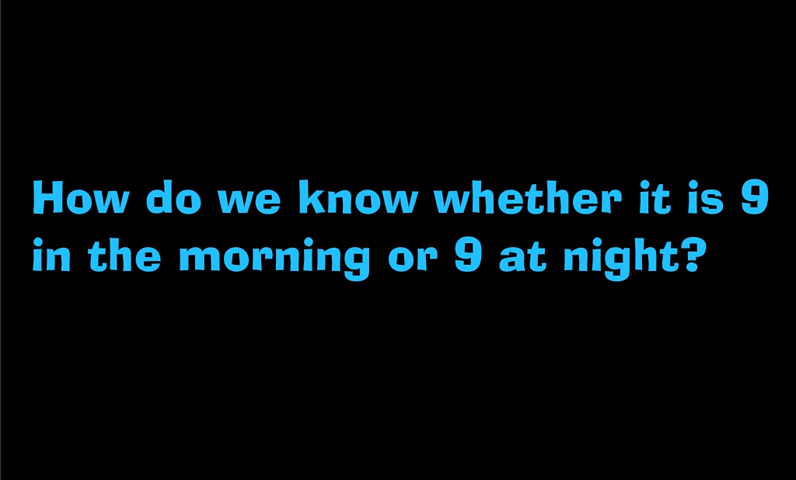 How do we know whether it is 9
in the morning or 9 at night?